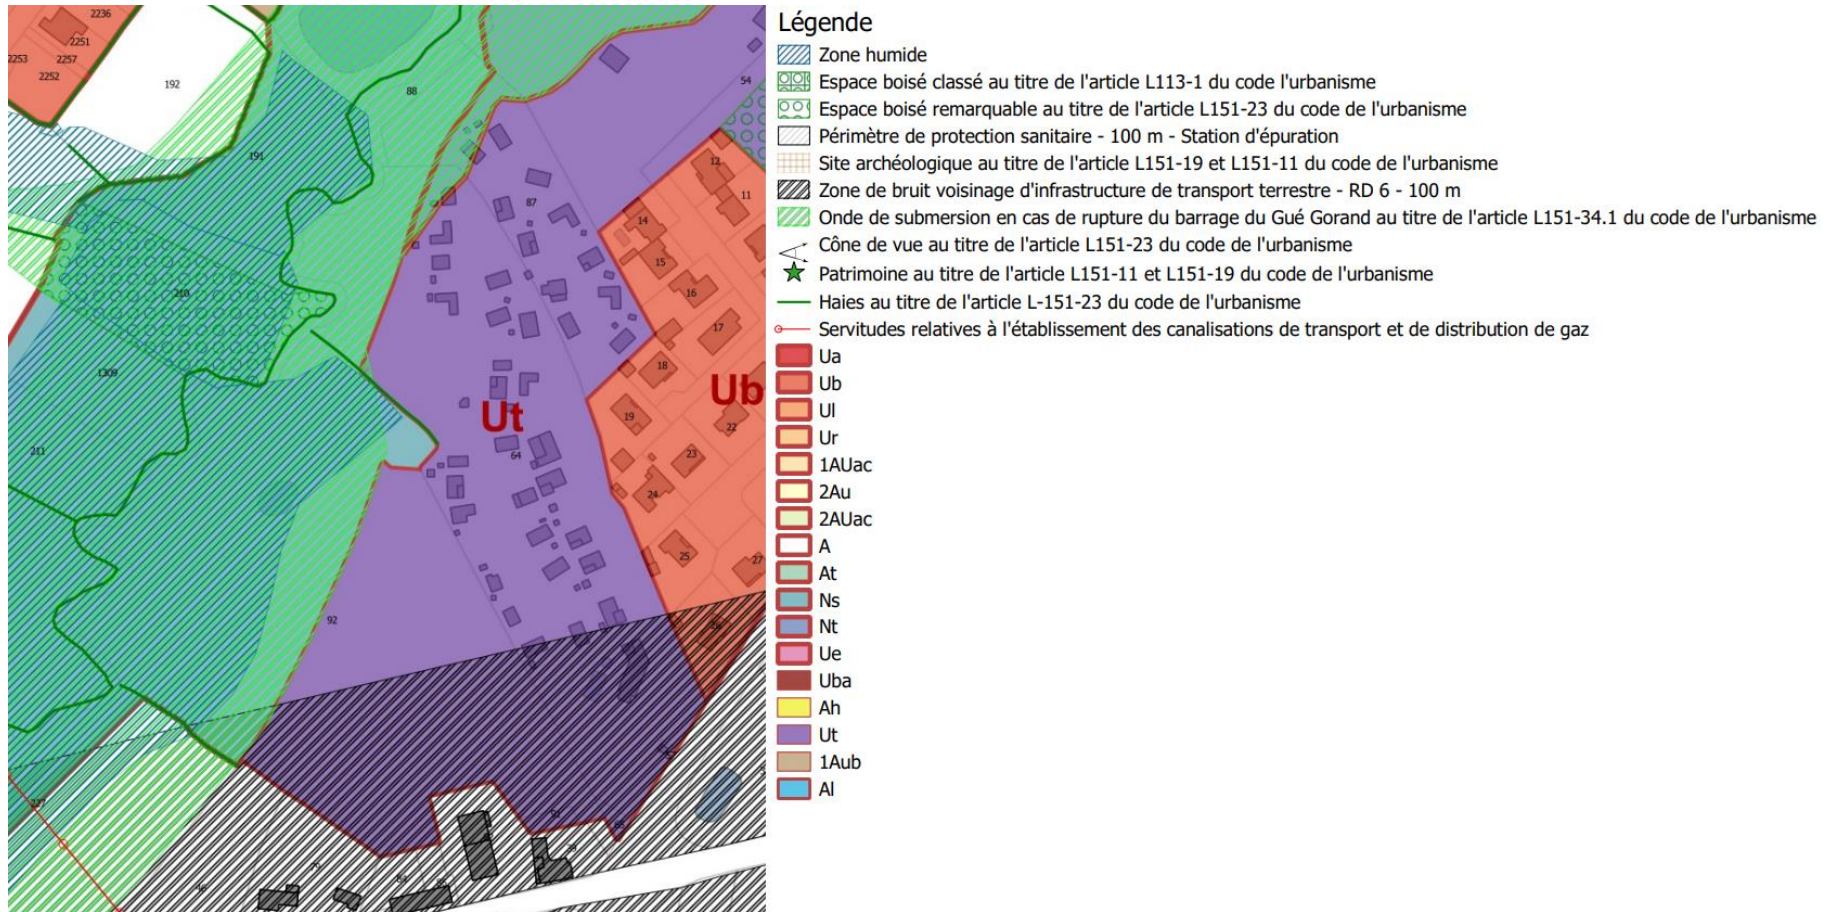 2236
2251
2253
2257
2252
192
88
54
191
12
11
87
14
15
16
210
17
18
1309
Ub
19
Ut
22
211
64
23
24
25
27
92
26
227
91
39
79
84
46
Légende
Zone humide
Espace boisé classé au titre de l'article L113-1 du code l'urbanisme
Espace boisé remarquable au titre de l'article L151-23 du code de l'urbanisme
Périmètre de protection sanitaire - 100 m - Station d'épuration
Site archéologique au titre de l'article L151-19 et L151-11 du code de l'urbanisme
Zone de bruit voisinage d'infrastructure de transport terrestre - RD 6 - 100 m
Onde de submersion en cas de rupture du barrage du Gué Gorand au titre de l'article L151-34.1 du code de l'urbanisme
Cône de vue au titre de l'article L151-23 du code de l'urbanisme
Patrimoine au titre de l'article L151-11 et L151-19 du code de l'urbanisme
Haies au titre de l'article L-151-23 du code de l'urbanisme
Servitudes relatives à l'établissement des canalisations de transport et de distribution de gaz
Ua
Ub
Ul
Ur
1AUac
2Au
2AUac
A
At
Ns
Nt
Ue
Uba
Ah
Ut
1Aub
Al